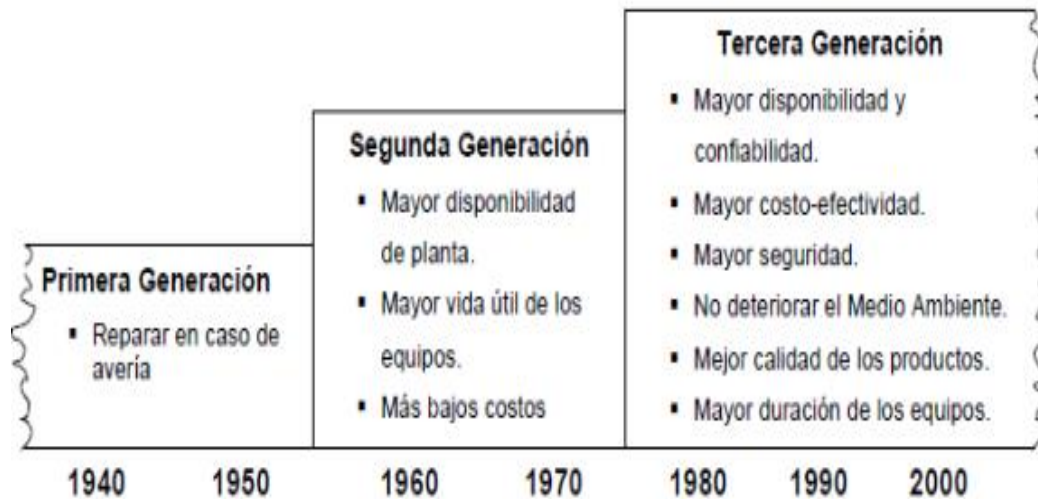 Primera Generación
▪ Reparar en caso de
avería
Segunda Generación
▪ Mayor disponibilidad
de planta.
▪ Mayor vida útil de los
equipos.
▪ Más bajos costos
Tercera Generación
▪ Mayor disponibilidad y
confiabilidad.
▪ Mayor costo-efectividad.
▪ Mayor seguridad.
▪ No deteriorar el Medio Ambiente.
▪ Mejor calidad de los productos.
▪ Mayor duración de los equipos.
1940 1950 1960 1970 1980 1990 2000